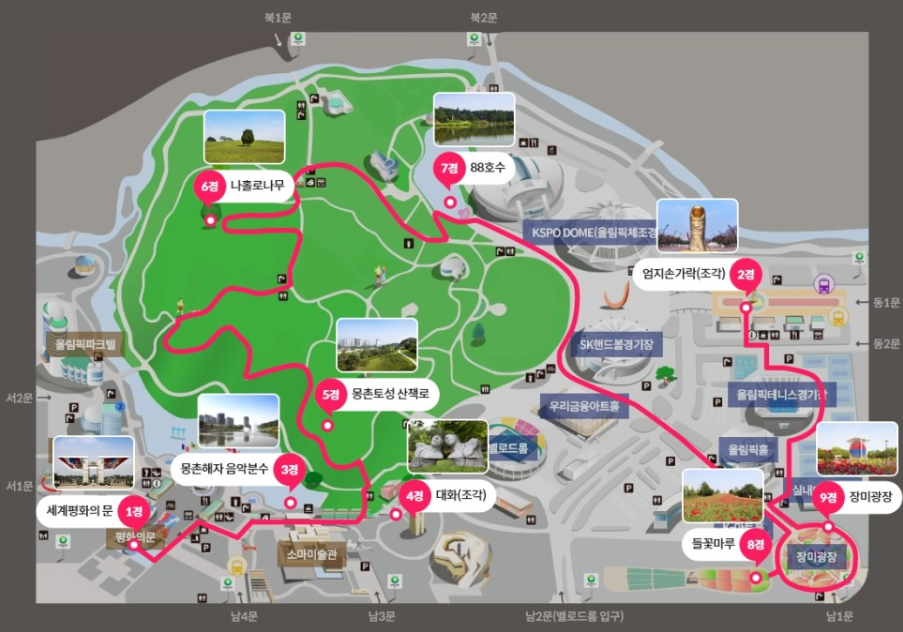 북1문
북2문
7경 88호수
6경 나홀로나무
KSPO DOME(올림픽체조경
엄지손가락(조각) 2경
동1문
동2문
올림픽파크텔
SK핸드볼경기장
5경 몽촌토성 산책로
올림픽테니스경기장
서2문
우리금융아트홀
벨로드롬
올림픽홀
몽촌해자 음악분수 3경
4경 대화(조각)
서1문
실내
9경 장미광장
세계평화의 문 1경
평화의문
들꽃마루 8경
소마미술관
장미광장
남4문
남3문
남2문(벨로드롬 입구)
남1문